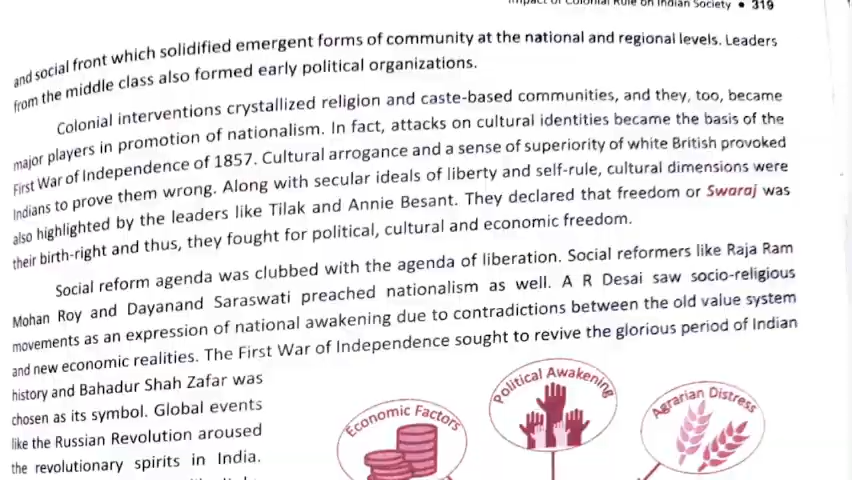 Impact of Colonial Rule on Indian Society • 319
and social front which solidified emergent forms of community at the national and regional levels. Leaders
from the middle class also formed early political organizations.
Colonial interventions crystallized religion and caste-based communities, and they, too, became
major players in promotion of nationalism. In fact, attacks on cultural identities became the basis of the
First War of Independence of 1857. Cultural arrogance and a sense of superiority of white British provoked
Indians to prove them wrong. Along with secular ideals of liberty and self-rule, cultural dimensions were
also highlighted by the leaders like Tilak and Annie Besant. They declared that freedom or Swaraj was
their birth-right and thus, they fought for political, cultural and economic freedom.
Social reform agenda was clubbed with the agenda of liberation. Social reformers like Raja Ram
Mohan Roy and Dayanand Saraswati preached nationalism as well. A R Desai saw socio-religious
movements as an expression of national awakening due to contradictions between the old value system
and new economic realities. The First War of Independence sought to revive the glorious period of Indian
history and Bahadur Shah Zafar was
chosen as its symbol. Global events
like the Russian Revolution aroused
the revolutionary spirits in India.
Economic Factors
Political Awakening
Agrarian Distress